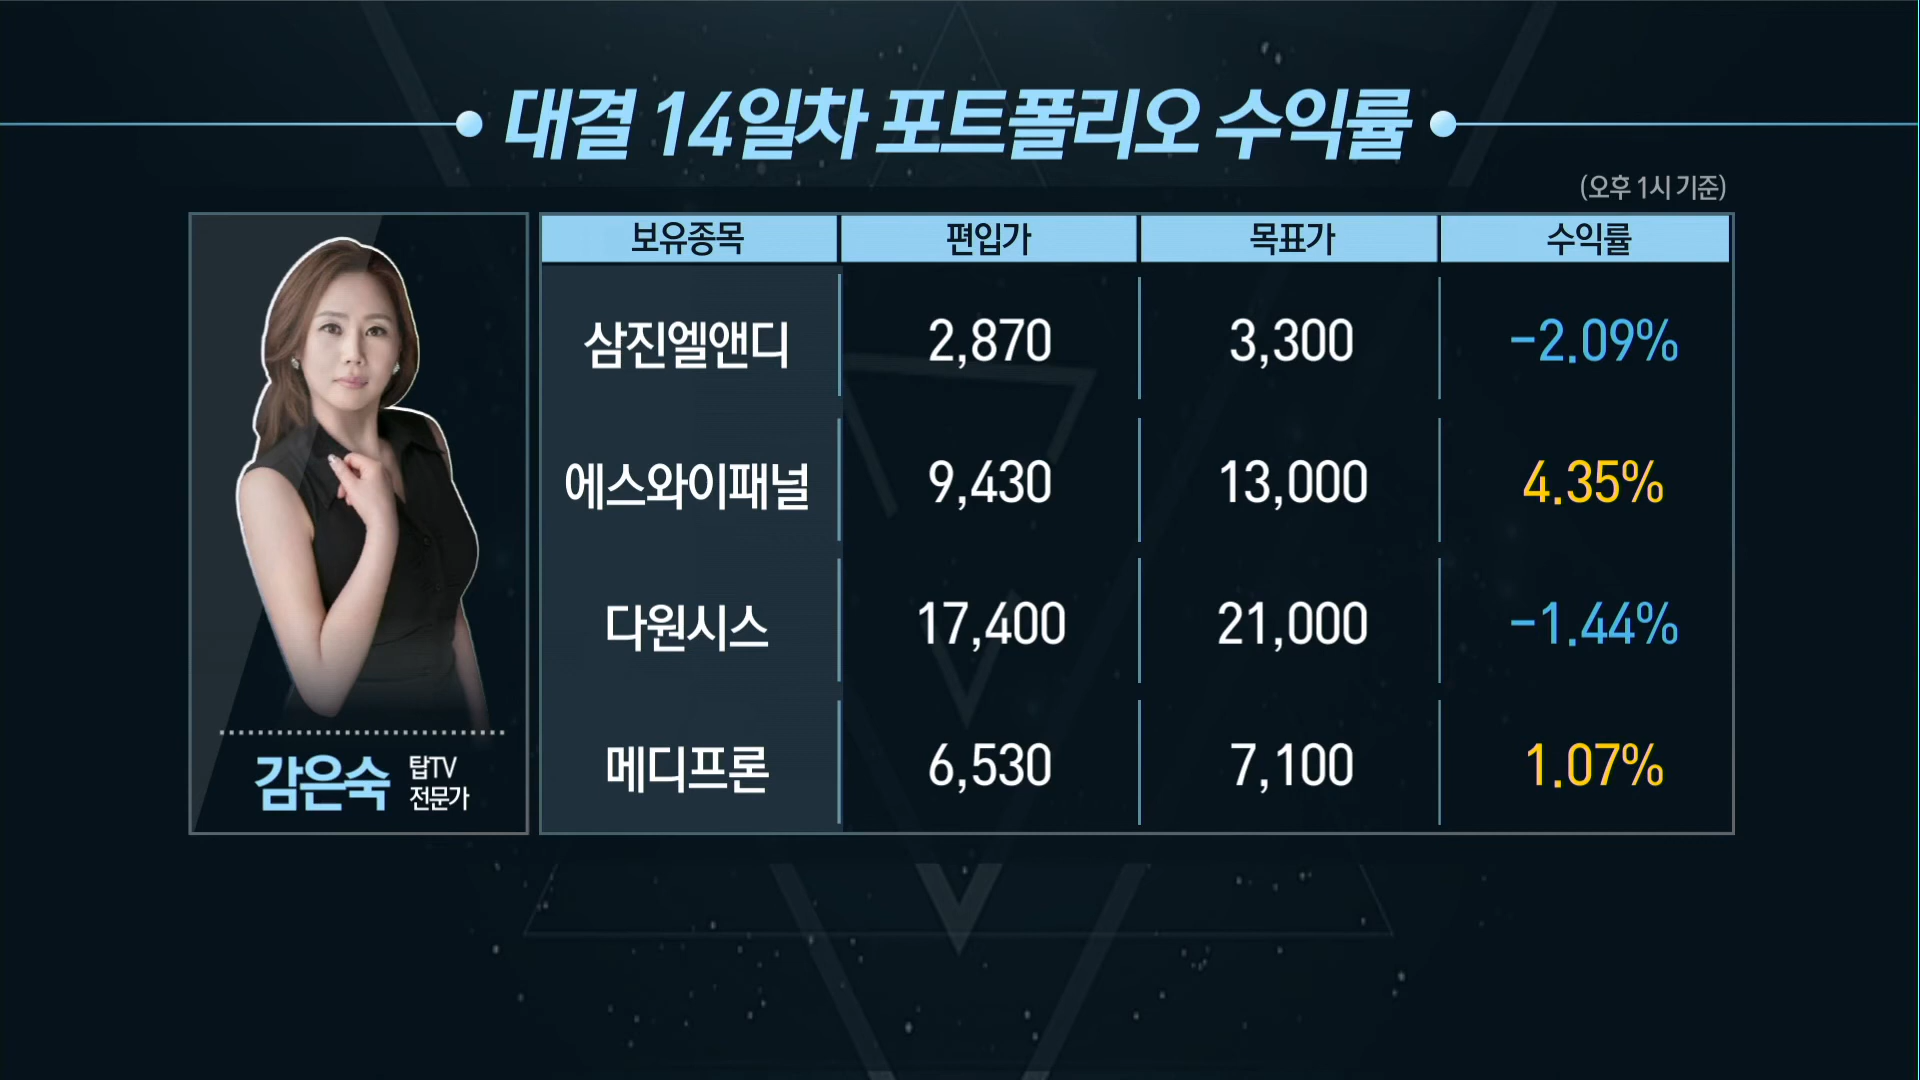 대결 14일차 포트폴리오 수익률
(오후 1시 기준)
보유종목 편입가 목표가 수익률
삼진엘앤디 2,870 3,300 -2.09%
에스와이패널 9,430 13,000 4.35%
다원시스 17,400 21,000 -1.44%
메디프론 6,530 7,100 1.07%
감은숙 탑TV
전문가